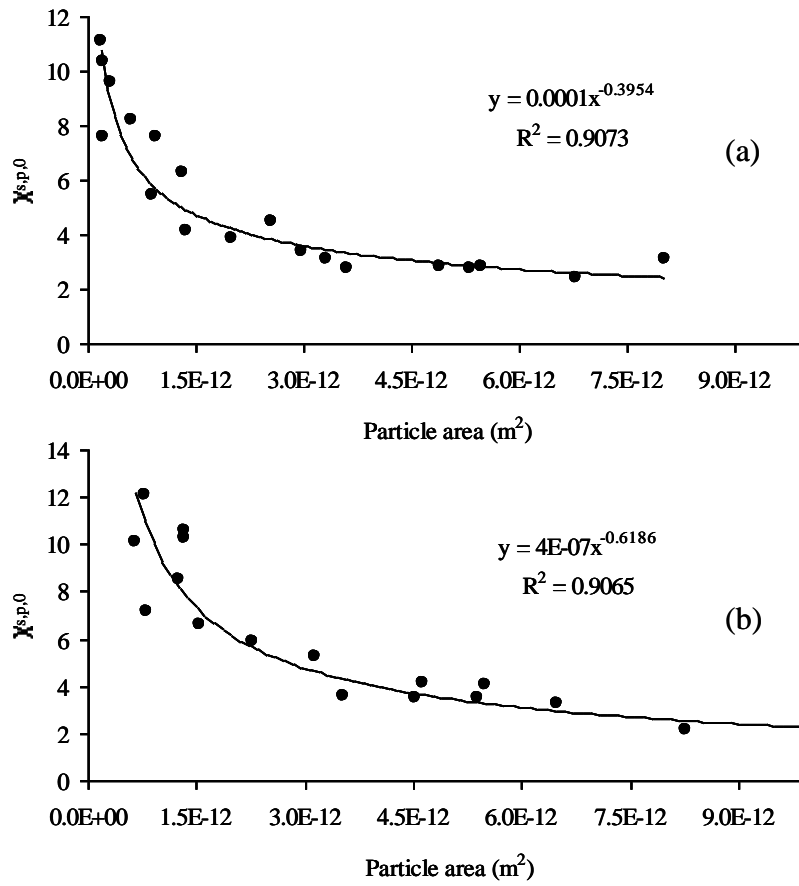 12
10
8
6
4
2
0
χs,p,0
y = 0.0001x^-0.3954
R² = 0.9073
(a)
0.0E+00 1.5E-12 3.0E-12 4.5E-12 6.0E-12 7.5E-12 9.0E-12
Particle area (m²)
14
12
10
8
6
4
2
0
χs,p,0
y = 4E-07x^-0.6186
R² = 0.9065
(b)
0.0E+00 1.5E-12 3.0E-12 4.5E-12 6.0E-12 7.5E-12 9.0E-12
Particle area (m²)